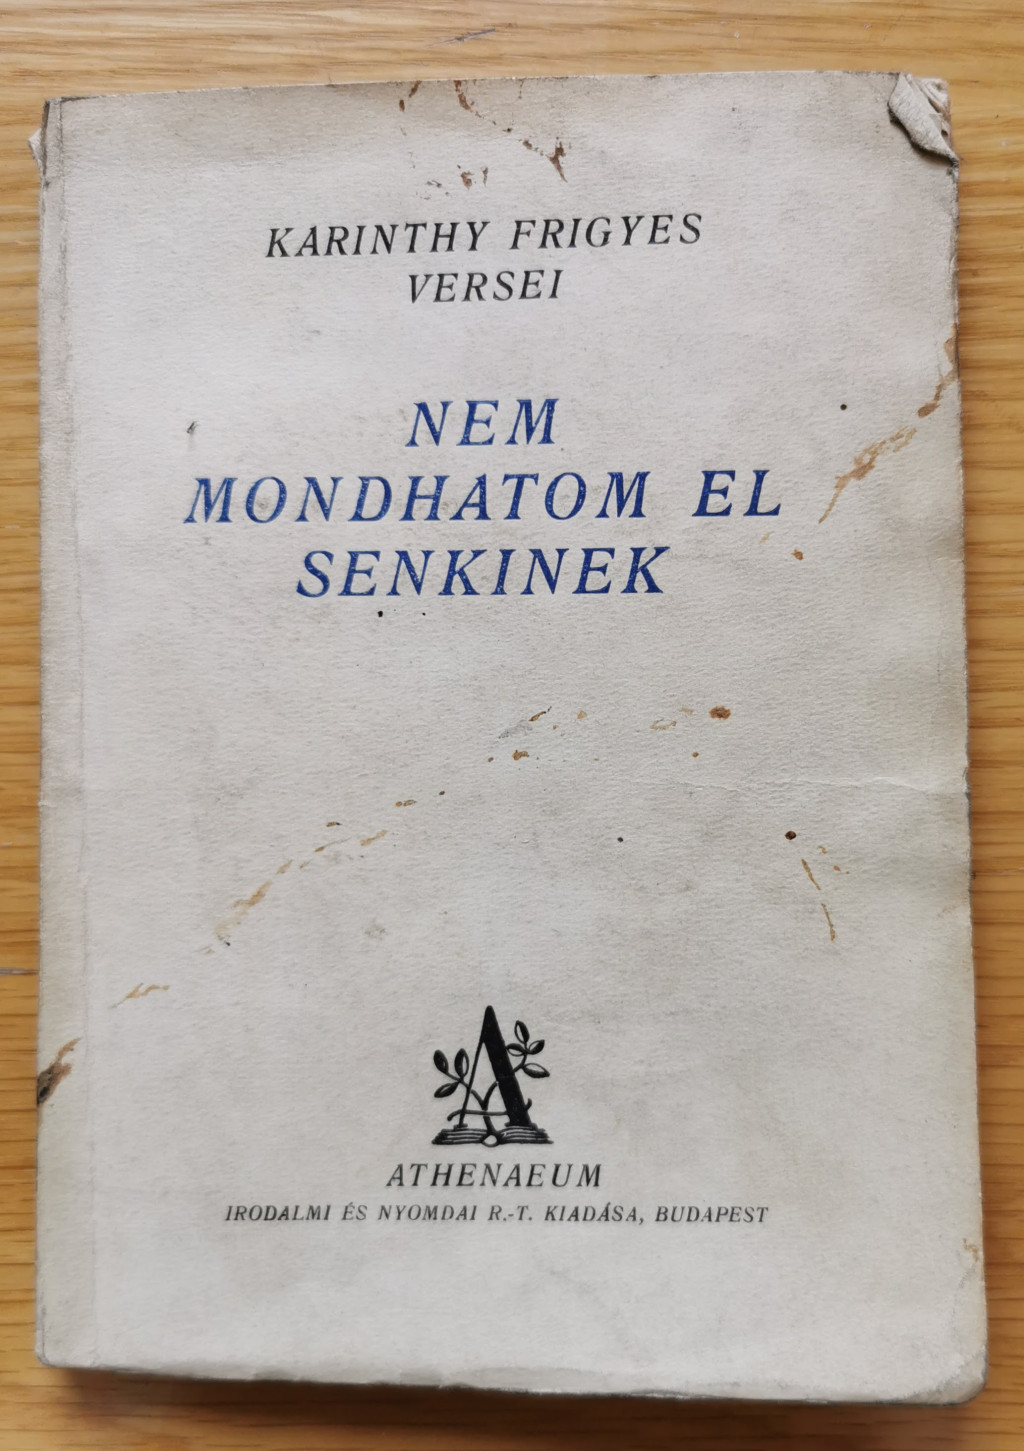 KARINTHY FRIGYES
VERSEI
NEM
MONDHATOM EL
SENKINEK
A
ATHENAEUM
IRODALMI ÉS NYOMDAI R.-T. KIADÁSA, BUDAPEST